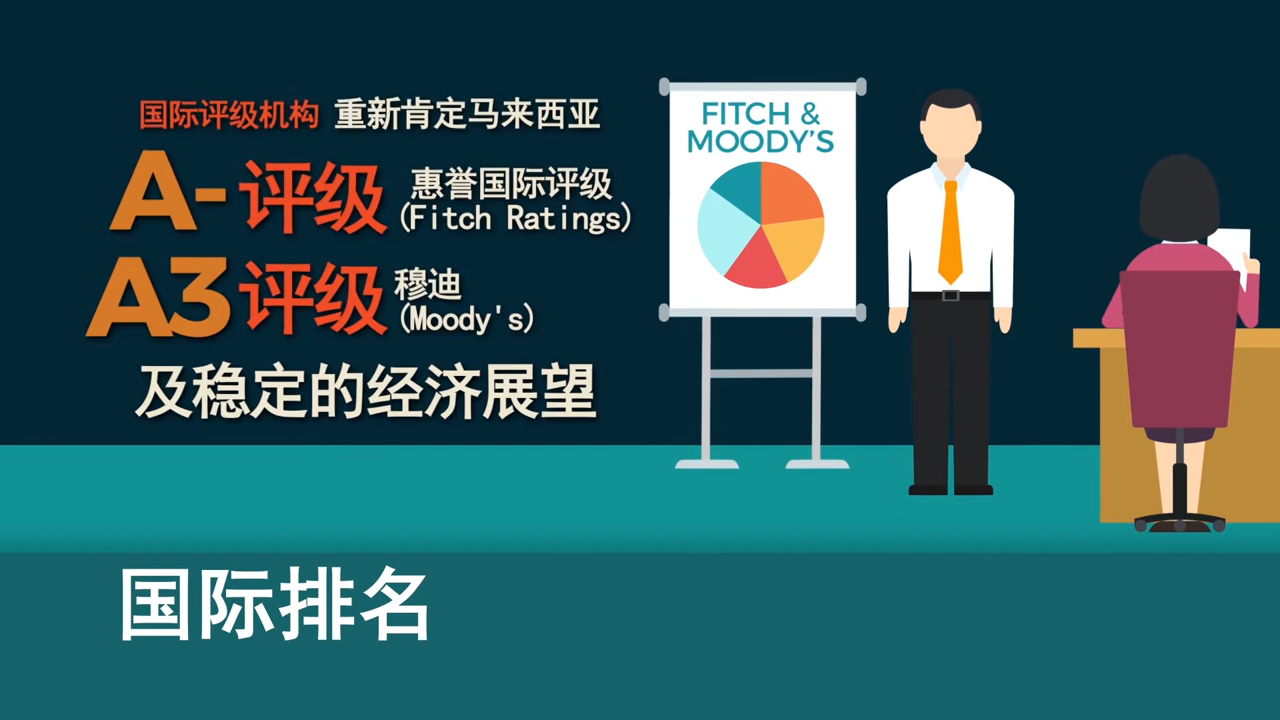 国际评级机构 重新肯定马来西亚
A-评级 惠誉国际评级
(Fitch Ratings)
A3评级 穆迪
(Moody's)
及稳定的经济展望
FITCH &
MOODY'S
国际排名